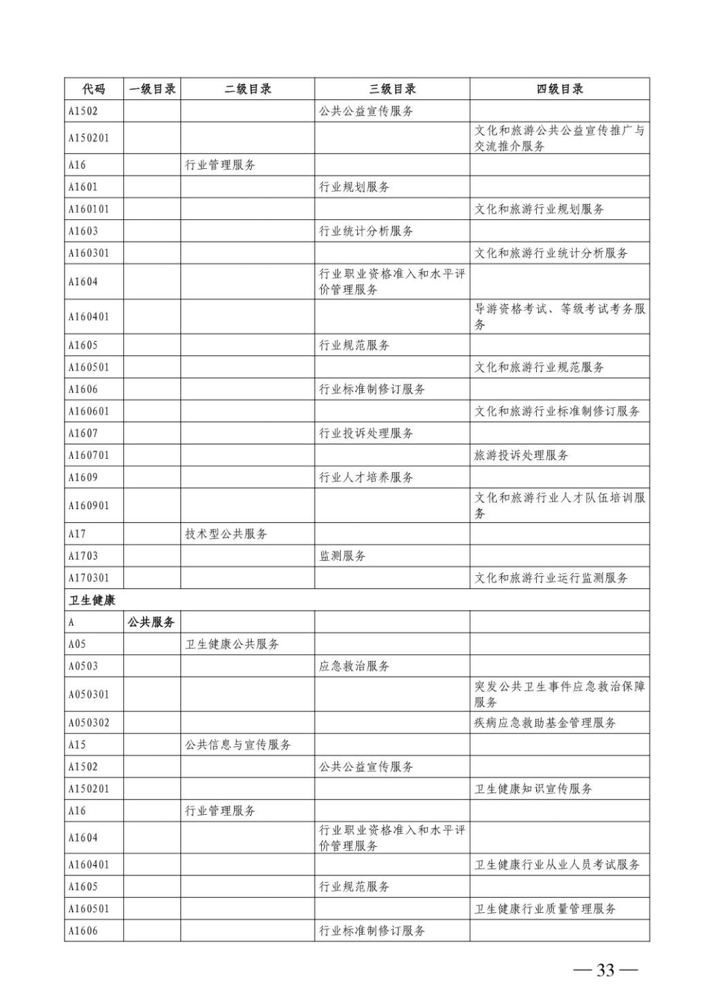 代码 一级目录 二级目录 三级目录 四级目录
A1502 公共公益宣传服务
A150201 文化和旅游公共公益宣传推广与
交流推介服务
A16 行业管理服务
A1601 行业规划服务
A160101 文化和旅游行业规划服务
A1603 行业统计分析服务
A160301 文化和旅游行业统计分析服务
A1604 行业职业资格准入和水平评
价管理服务
A160401 导游资格考试、等级考试考务服
务
A1605 行业规范服务
A160501 文化和旅游行业规范服务
A1606 行业标准制修订服务
A160601 文化和旅游行业标准制修订服务
A1607 行业投诉处理服务
A160701 旅游投诉处理服务
A1609 行业人才培养服务
A160901 文化和旅游行业人才队伍培训服
务
A17 技术型公共服务
A1703 监测服务
A170301 文化和旅游行业运行监测服务
卫生健康
A 公共服务
A05 卫生健康公共服务
A0503 应急救治服务
A050301 突发公共卫生事件应急救治保障
服务
A050302 疾病应急救助基金管理服务
A15 公共信息与宣传服务
A1502 公共公益宣传服务
A150201 卫生健康知识宣传服务
A16 行业管理服务
A1604 行业职业资格准入和水平评
价管理服务
A160401 卫生健康行业从业人员考试服务
A1605 行业规范服务
A160501 卫生健康行业质量管理服务
A1606 行业标准制修订服务
— 33 —